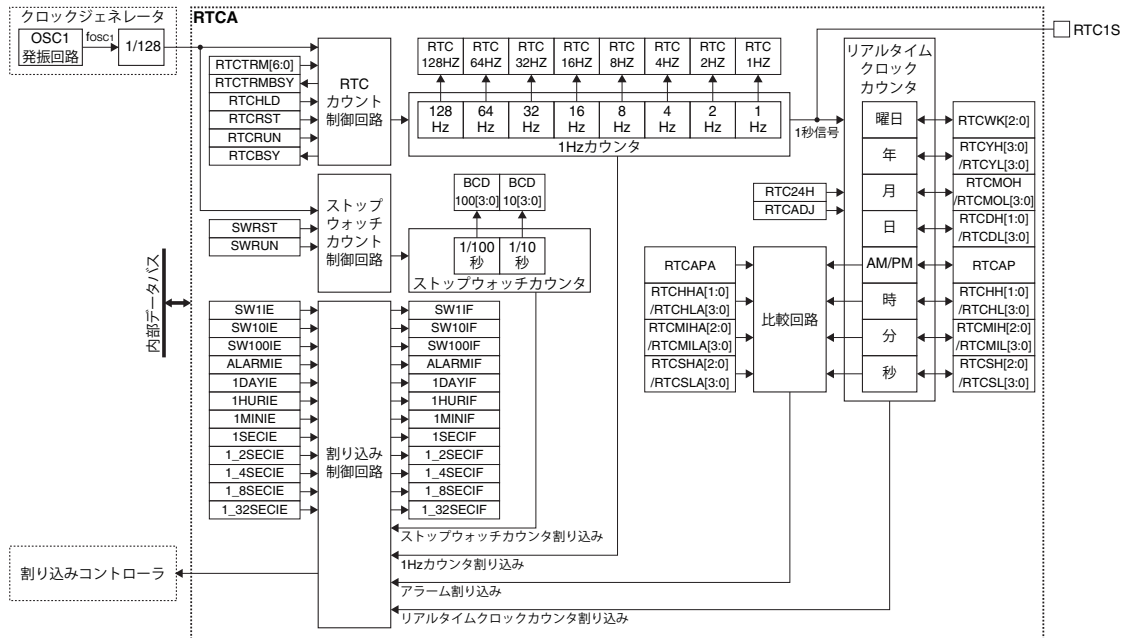 クロックジェネレータ
OSC1
発振回路
fOSC1
1/128
RTCA
RTC1S
RTCTRM[6:0]
RTCTRMBSY
RTCHLD
RTCRST
RTCRUN
RTCBSY
RTC
カウント
制御回路
RTC
128HZ
RTC
64HZ
RTC
32HZ
RTC
16HZ
RTC
8HZ
RTC
4HZ
RTC
2HZ
RTC
1HZ
128
Hz
64
Hz
32
Hz
16
Hz
8
Hz
4
Hz
2
Hz
1
Hz
1Hzカウンタ
1秒信号
リアルタイム
クロック
カウンタ
曜日
年
月
日
AM/PM
時
分
秒
RTCWK[2:0]
RTCYH[3:0]
/RTCYL[3:0]
RTCMOH
/RTCMOL[3:0]
RTCDH[1:0]
/RTCDL[3:0]
RTCAP
RTCHH[1:0]
/RTCHL[3:0]
RTCMIH[2:0]
/RTCMIL[3:0]
RTCSH[2:0]
/RTCSL[3:0]
RTC24H
RTCADJ
SWRST
SWRUN
ストップ
ウォッチ
カウント
制御回路
BCD
100[3:0]
BCD
10[3:0]
1/100
秒
1/10
秒
ストップウォッチカウンタ
RTCAPA
RTCHHA[1:0]
/RTCHLA[3:0]
RTCMIHA[2:0]
/RTCMILA[3:0]
RTCSHA[2:0]
/RTCSLA[3:0]
比較回路
内部データバス
SW1IE
SW10IE
SW100IE
ALARMIE
1DAYIE
1HURIE
1MINIE
1SECIE
1_2SECIE
1_4SECIE
1_8SECIE
1_32SECIE
割り込み
制御回路
SW1IF
SW10IF
SW100IF
ALARMIF
1DAYIF
1HURIF
1MINIF
1SECIF
1_2SECIF
1_4SECIF
1_8SECIF
1_32SECIF
ストップウォッチカウンタ割り込み
1Hzカウンタ割り込み
アラーム割り込み
リアルタイムクロックカウンタ割り込み
割り込みコントローラ